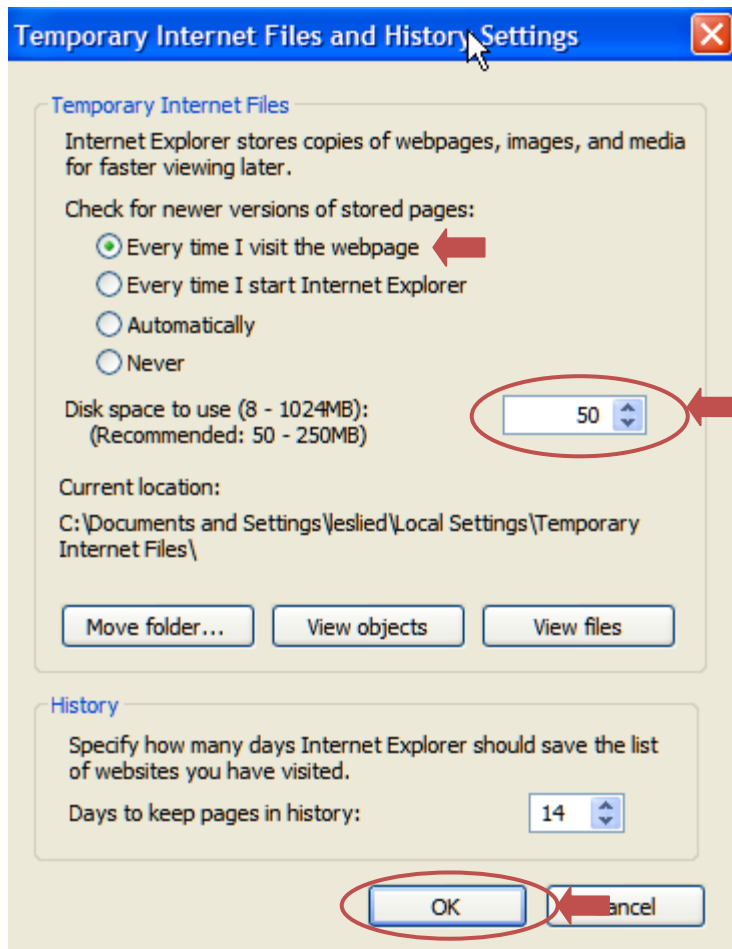 Temporary Internet Files and History Settings
Temporary Internet Files
Internet Explorer stores copies of webpages, images, and media
for faster viewing later.
Check for newer versions of stored pages:
Every time I visit the webpage
Every time I start Internet Explorer
Automatically
Never
Disk space to use (8 - 1024MB):
50
(Recommended: 50 - 250MB)
Current location:
C:\Documents and Settings\leslied\Local Settings\Temporary
Internet Files\
Move folder... View objects View files
History
Specify how many days Internet Explorer should save the list
of websites you have visited.
Days to keep pages in history: 14
OK ancel